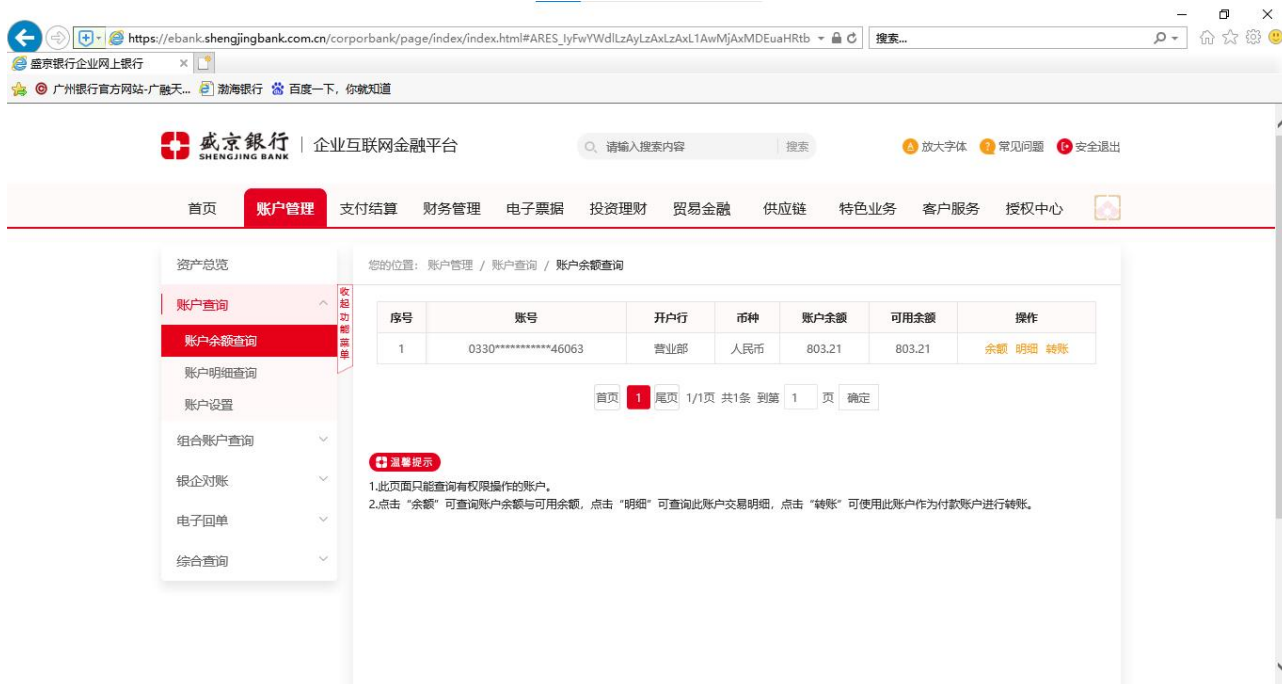 https://ebank.shengjingbank.com.cn/corporbank/page/index/index.html#ARES_IyFwYWdlLzAyLzAxLzAxL1AwMjAxMDEuaHRtb 搜索...
盛京银行企业网上银行
广州银行官方网站-广融天... 渤海银行 百度一下，你就知道
盛京銀行 企业互联网金融平台 请输入搜索内容 搜索 放大字体 常见问题 安全退出
SHENGJING BANK
首页 账户管理 支付结算 财务管理 电子票据 投资理财 贸易金融 供应链 特色业务 客户服务 授权中心
资产总览
账户查询
账户余额查询
账户明细查询
账户设置
组合账户查询
银企对账
电子回单
综合查询
收起功能菜单
您的位置： 账户管理 / 账户查询 / 账户余额查询
序号 账号 开户行 币种 账户余额 可用余额 操作
1 0330***********46063 营业部 人民币 803.21 803.21 余额 明细 转账
首页 1 尾页 1/1页 共1条 到第 1 页 确定
温馨提示
1.此页面只能查询有权限操作的账户。
2.点击“余额”可查询账户余额与可用余额，点击“明细”可查询此账户交易明细，点击“转账”可使用此账户作为付款账户进行转账。